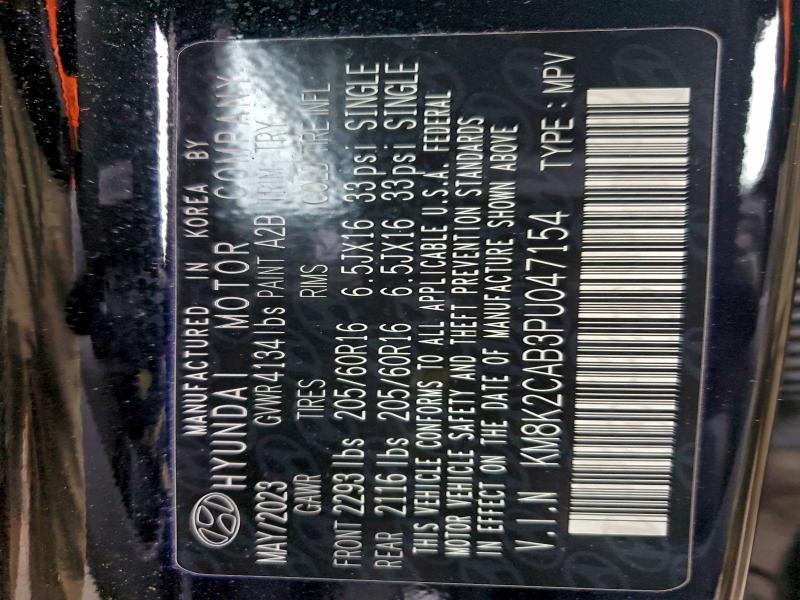 MANUFACTURED IN KOREA BY
HYUNDAI MOTOR COMPANY
MAY/2023 GVWR 4134 lbs PAINT A2B TRIM TRY
GAWR TIRES RIMS COLD TIRE INFL
FRONT 2293 lbs 205/60R16 6.5JX16 33psi SINGLE
REAR 2116 lbs 205/60R16 6.5JX16 33psi SINGLE
THIS VEHICLE CONFORMS TO ALL APPLICABLE U.S.A. FEDERAL
MOTOR VEHICLE SAFETY AND THEFT PREVENTION STANDARDS
IN EFFECT ON THE DATE OF MANUFACTURE SHOWN ABOVE
V.I.N KM8K2CAB3PU047154 TYPE : MPV